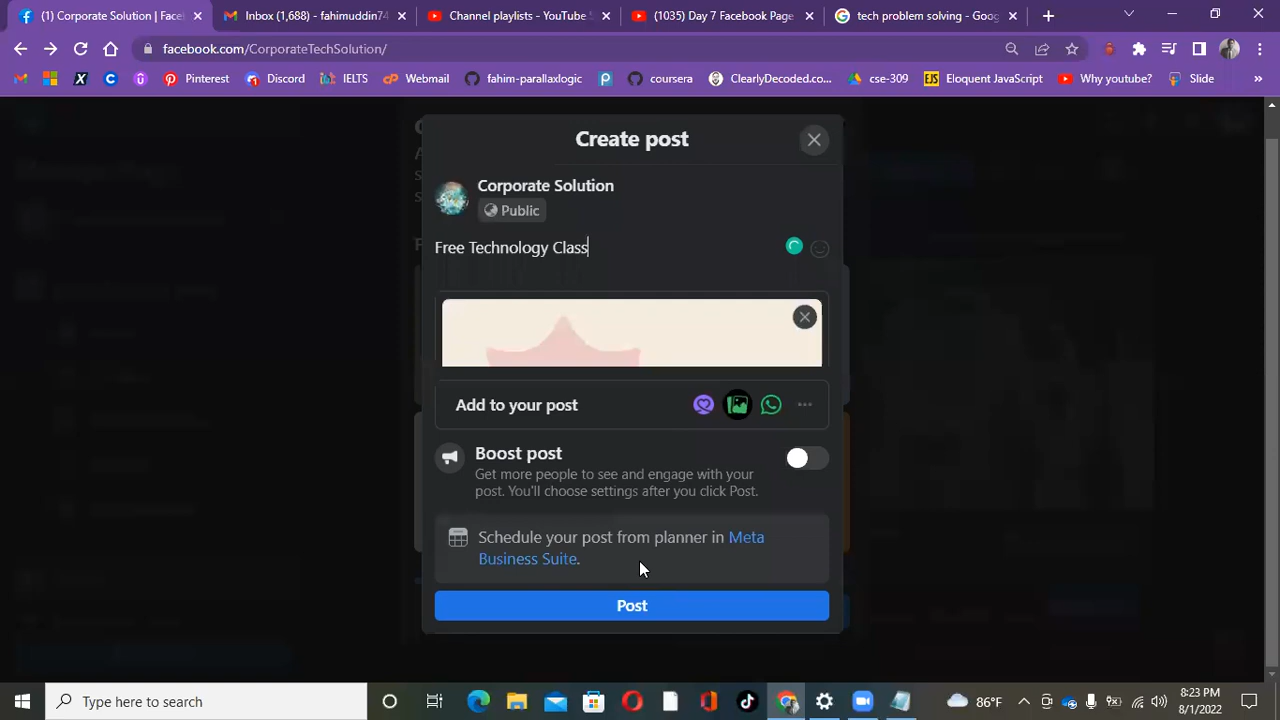 (1) Corporate Solution | Faceb
Inbox (1,688) - fahimuddin74
Channel playlists - YouTube S
(1035) Day 7 Facebook Page
tech problem solving - Goog
facebook.com/CorporateTechSolution/
Pinterest
Discord
IELTS
Webmail
fahim-parallaxlogic
coursera
ClearlyDecoded.co...
cse-309
EJS
Eloquent JavaScript
Why youtube?
Slide
Create post
Corporate Solution
Public
Free Technology Class
Add to your post
Boost post
Get more people to see and engage with your
post. You'll choose settings after you click Post.
Schedule your post from planner in Meta
Business Suite.
Post
Type here to search
86°F
8:23 PM
8/1/2022